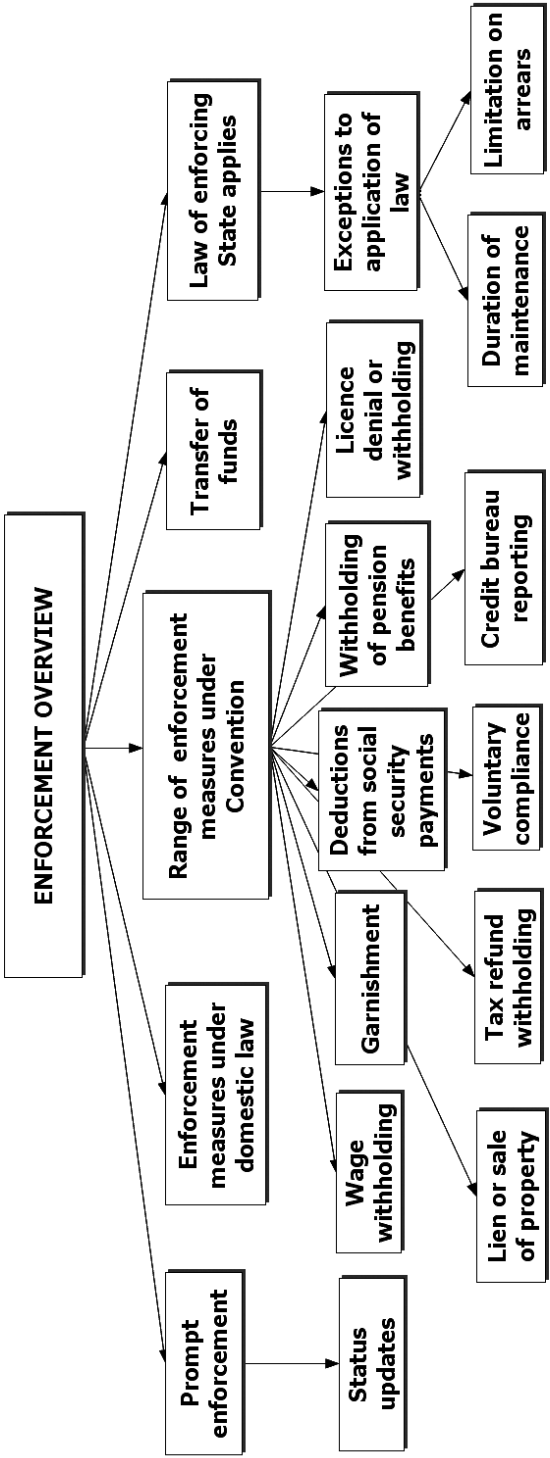 ENFORCEMENT OVERVIEW
Prompt
enforcement
Enforcement
measures under
domestic law
Range of enforcement
measures under
Convention
Transfer of
funds
Law of enforcing
State applies
Status
updates
Wage
withholding
Garnishment
Deductions
from social
security
payments
Withholding
of pension
benefits
Licence
denial or
withholding
Exceptions to
application of
law
Lien or sale
of property
Tax refund
withholding
Voluntary
compliance
Credit bureau
reporting
Duration of
maintenance
Limitation on
arrears